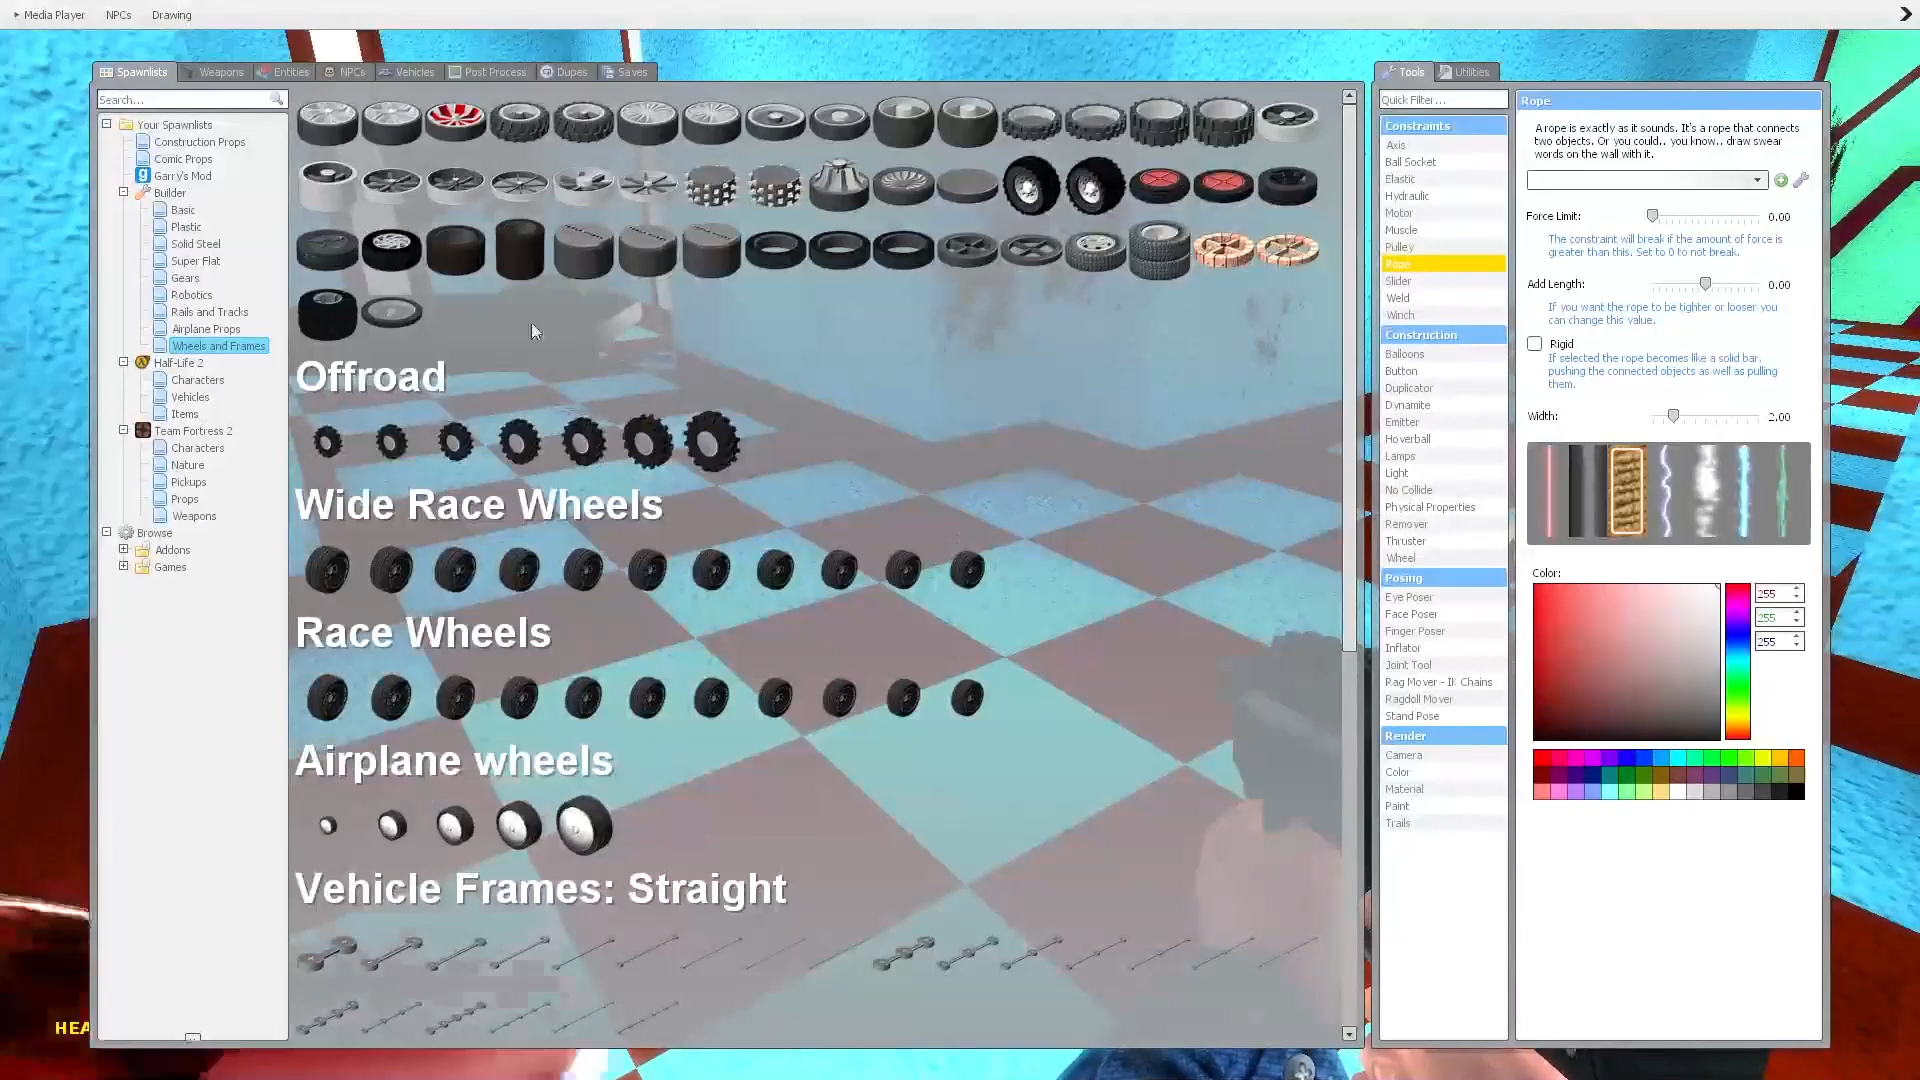 Media Player NPCs Drawing
Spawnlists Weapons Entities NPCs Vehicles Post Process Dupes Saves
Search...
Your Spawnlists
Construction Props
Comic Props
Garry's Mod
Builder
Basic
Plastic
Solid Steel
Super Flat
Gears
Robotics
Rails and Tracks
Airplane Props
Wheels and Frames
Half-Life 2
Characters
Vehicles
Items
Team Fortress 2
Characters
Nature
Pickups
Props
Weapons
Browse
Addons
Games
Offroad
Wide Race Wheels
Race Wheels
Airplane wheels
Vehicle Frames: Straight
HEA
Tools Utilities
Quick Filter...
Constraints
Axis
Ball Socket
Elastic
Hydraulic
Motor
Muscle
Pulley
Rope
Slider
Weld
Winch
Construction
Balloons
Button
Duplicator
Dynamite
Emitter
Hoverball
Lamps
Light
No Collide
Physical Properties
Remover
Thruster
Wheel
Posing
Eye Poser
Face Poser
Finger Poser
Inflator
Joint Tool
Rag Mover - IK Chains
Ragdoll Mover
Stand Pose
Render
Camera
Color
Material
Paint
Trails
Rope
A rope is exactly as it sounds. It's a rope that connects
two objects. Or you could.. you know.. draw swear
words on the wall with it.
Force Limit: 0.00
The constraint will break if the amount of force is
greater than this. Set to 0 to not break.
Add Length: 0.00
If you want the rope to be tighter or looser you
can change this value.
Rigid
If selected the rope becomes like a solid bar,
pushing the connected objects as well as pulling
them.
Width: 2.00
Color:
255
255
255